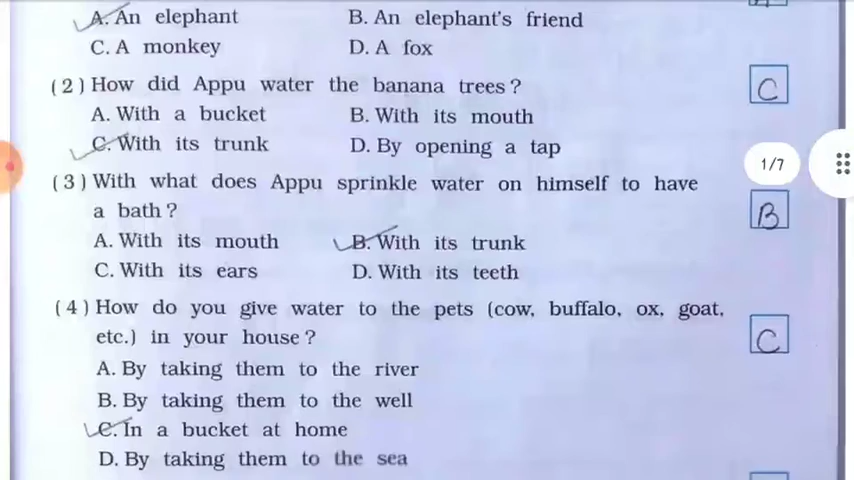 A. An elephant B. An elephant's friend
C. A monkey D. A fox
(2) How did Appu water the banana trees? C
A. With a bucket B. With its mouth
C. With its trunk D. By opening a tap
1/7
(3) With what does Appu sprinkle water on himself to have
a bath? B
A. With its mouth B. With its trunk
C. With its ears D. With its teeth
(4) How do you give water to the pets (cow, buffalo, ox, goat,
etc.) in your house? C
A. By taking them to the river
B. By taking them to the well
C. In a bucket at home
D. By taking them to the sea